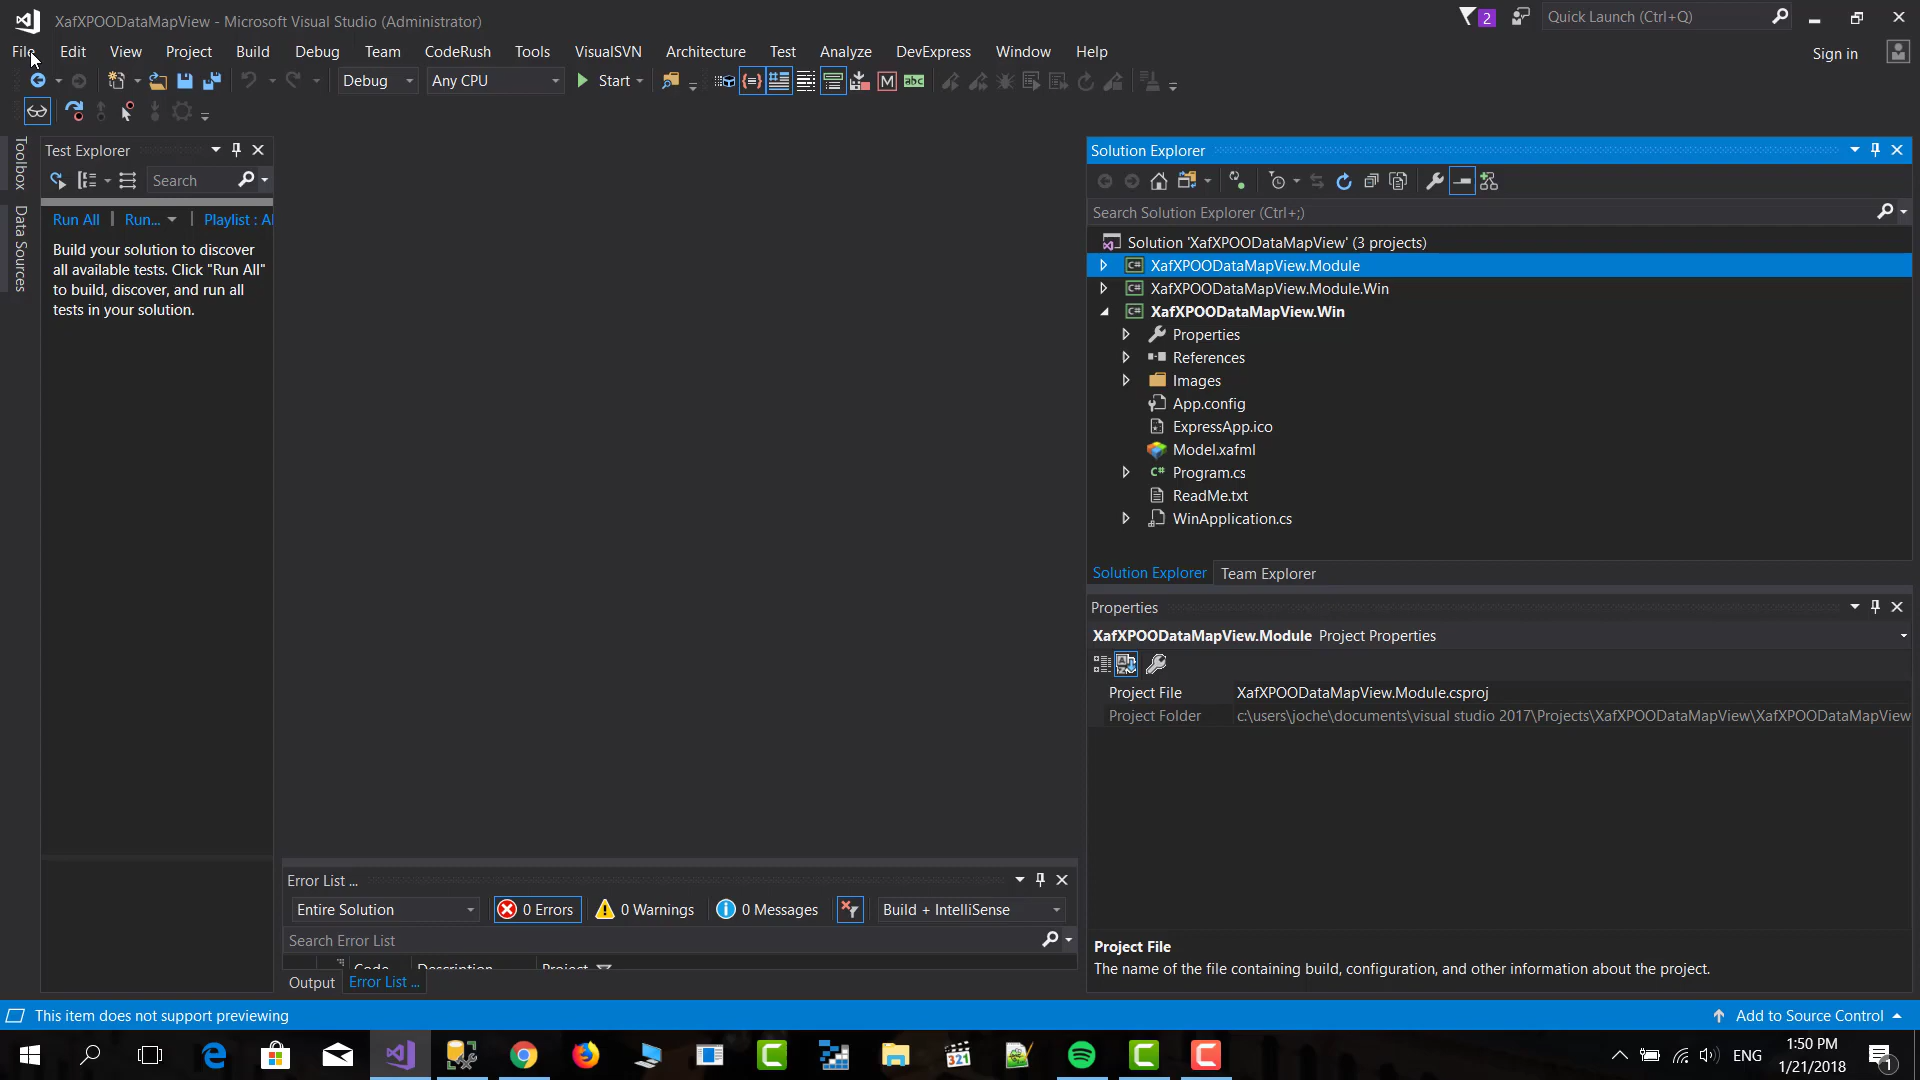 XafXPOODataMapView - Microsoft Visual Studio (Administrator)
2
Quick Launch (Ctrl+Q)
File Edit View Project Build Debug Team CodeRush Tools VisualSVN Architecture Test Analyze DevExpress Window Help
Sign in
Debug Any CPU Start
M abc
Toolbox
Data Sources
Test Explorer
Search
Run All | Run... | Playlist : Al
Build your solution to discover
all available tests. Click "Run All"
to build, discover, and run all
tests in your solution.
Solution Explorer
Search Solution Explorer (Ctrl+;)
Solution 'XafXPOODataMapView' (3 projects)
C# XafXPOODataMapView.Module
C# XafXPOODataMapView.Module.Win
C# XafXPOODataMapView.Win
Properties
References
Images
App.config
ExpressApp.ico
Model.xafml
C# Program.cs
ReadMe.txt
WinApplication.cs
Solution Explorer Team Explorer
Properties
XafXPOODataMapView.Module Project Properties
Project File XafXPOODataMapView.Module.csproj
Project Folder c:\users\joche\documents\visual studio 2017\Projects\XafXPOODataMapView\XafXPOODataMapView
Project File
The name of the file containing build, configuration, and other information about the project.
Error List ...
Entire Solution 0 Errors 0 Warnings 0 Messages Build + IntelliSense
Search Error List
Code Description Project
Output Error List ...
This item does not support previewing
Add to Source Control
321
ENG
1:50 PM
1/21/2018
1